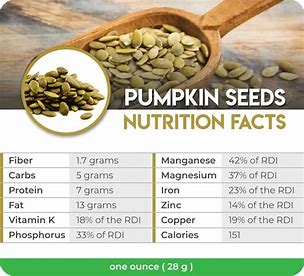 PUMPKIN SEEDS
NUTRITION FACTS
Fiber 1.7 grams
Carbs 5 grams
Protein 7 grams
Fat 13 grams
Vitamin K 18% of the RDI
Phosphorus 33% of RDI
Manganese 42% of RDI
Magnesium 37% of RDI
Iron 23% of the RDI
Zinc 14% of the RDI
Copper 19% of the RDI
Calories 151
one ounce ( 28 g )